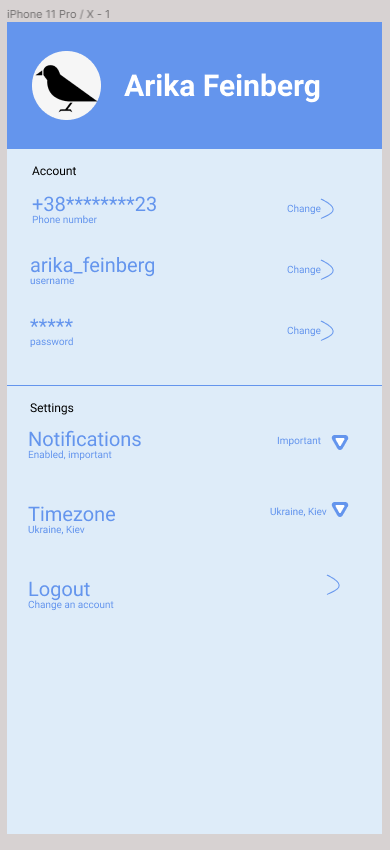 iPhone 11 Pro / X - 1
Arika Feinberg
Account
+38********23
Phone number
Change
arika_feinberg
username
Change
*****
password
Change
Settings
Notifications
Enabled, important
Important
Timezone
Ukraine, Kiev
Ukraine, Kiev
Logout
Change an account